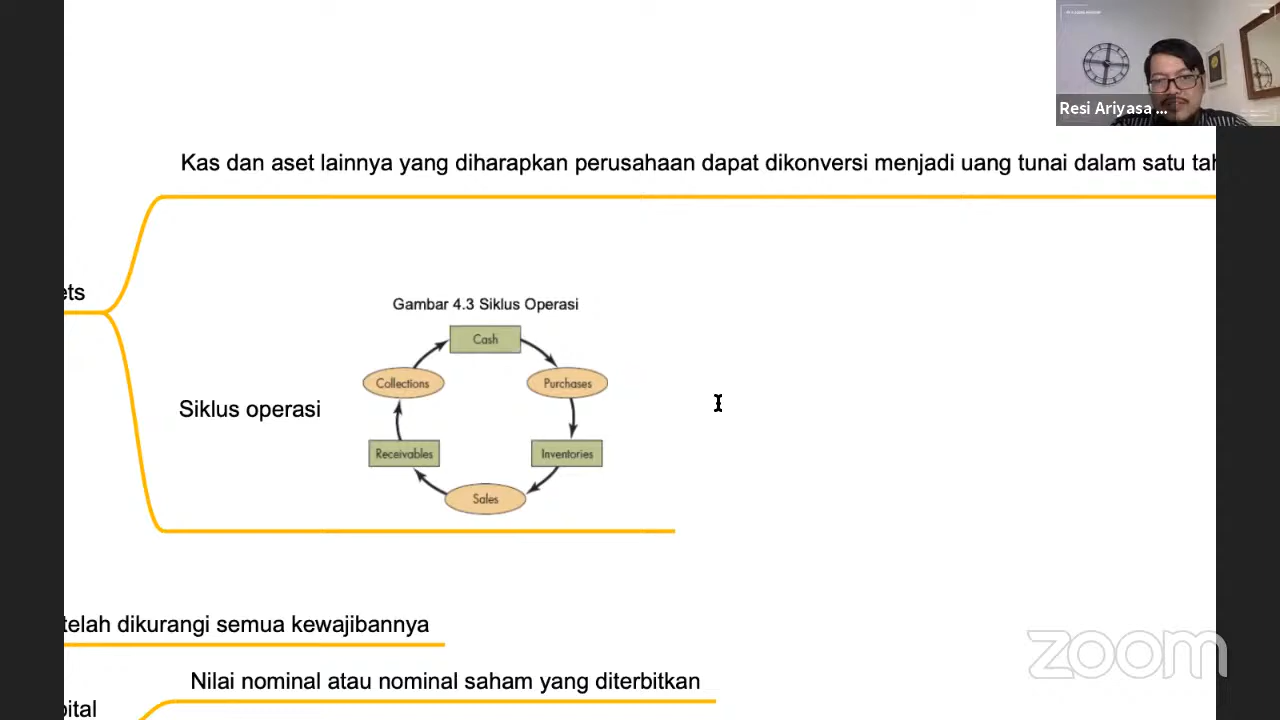 Resi Ariyasa ...
Kas dan aset lainnya yang diharapkan perusahaan dapat dikonversi menjadi uang tunai dalam satu tah
ets
Gambar 4.3 Siklus Operasi
Cash
Collections
Purchases
Siklus operasi
Receivables
Inventories
Sales
telah dikurangi semua kewajibannya
zoom
Nilai nominal atau nominal saham yang diterbitkan
pital